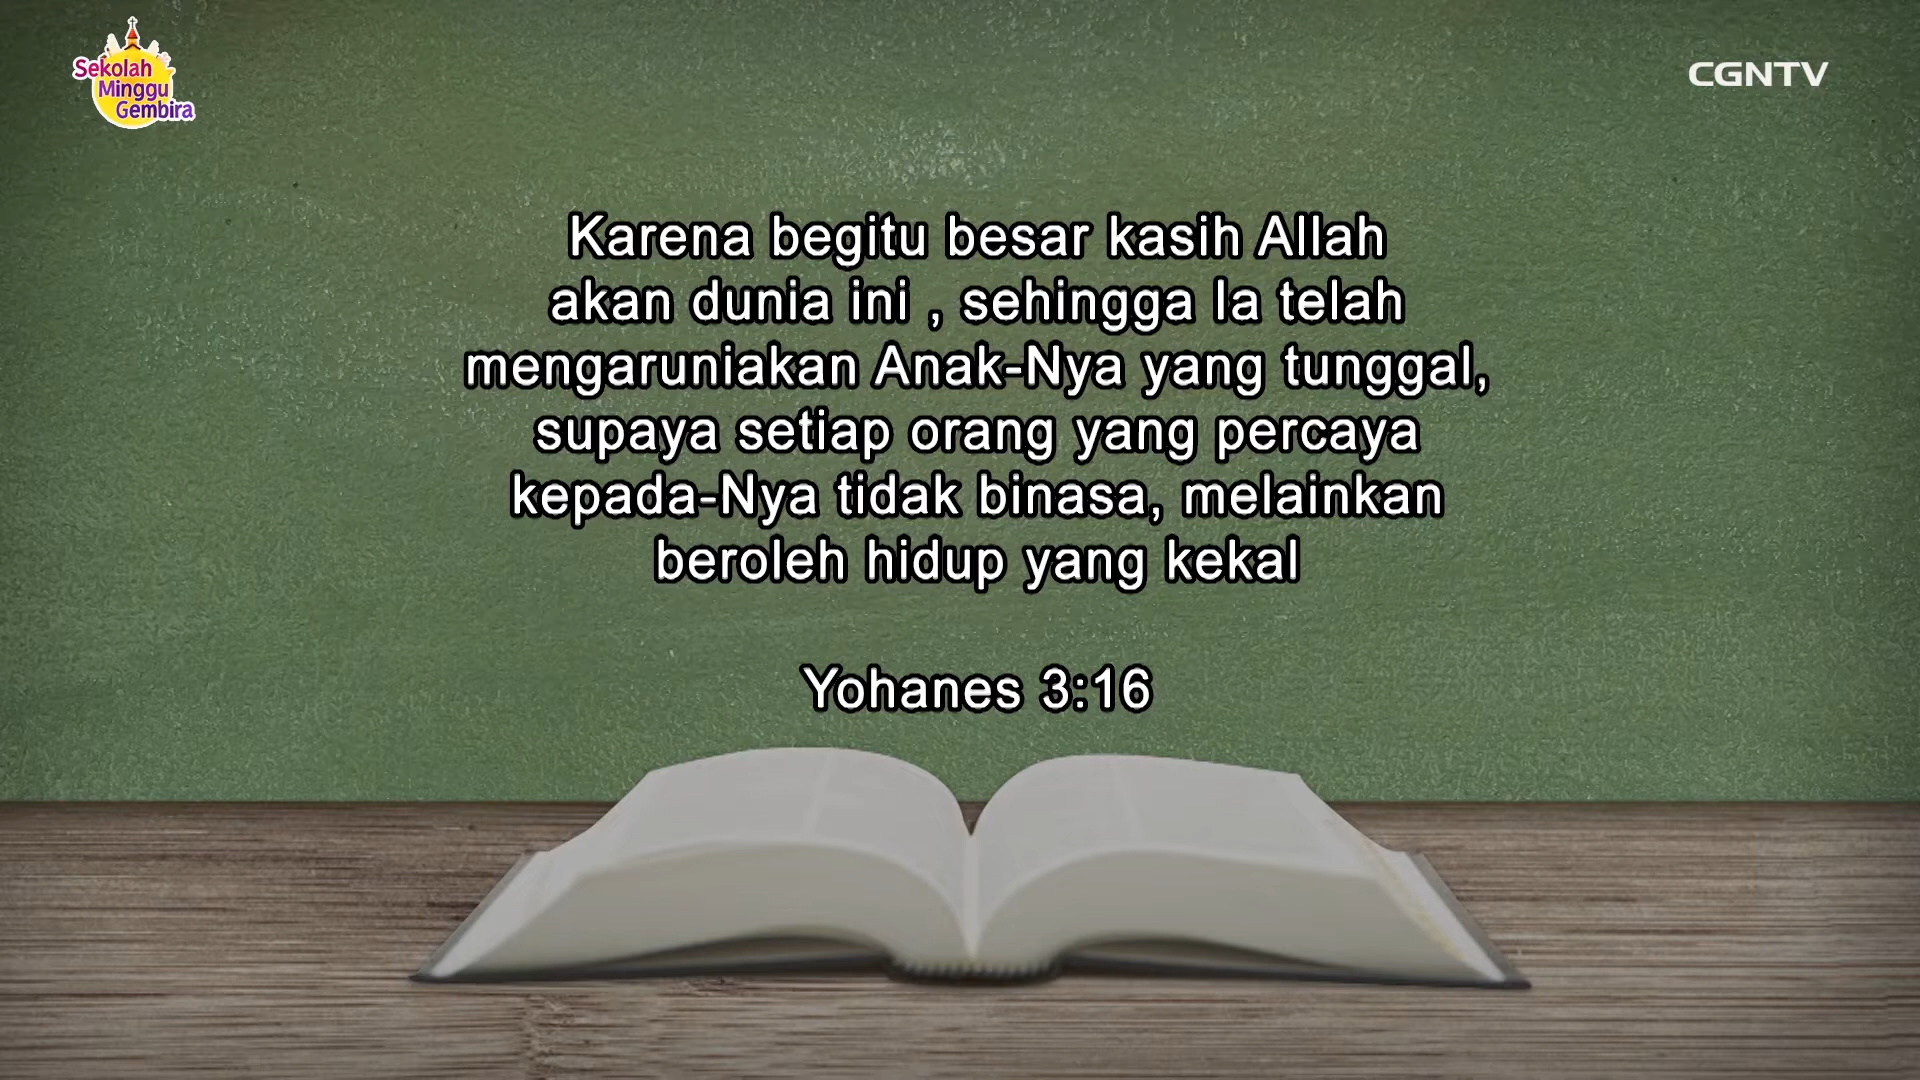 Sekolah
Minggu
Gembira
CGNTV
Karena begitu besar kasih Allah
akan dunia ini , sehingga Ia telah
mengaruniakan Anak-Nya yang tunggal,
supaya setiap orang yang percaya
kepada-Nya tidak binasa, melainkan
beroleh hidup yang kekal
Yohanes 3:16